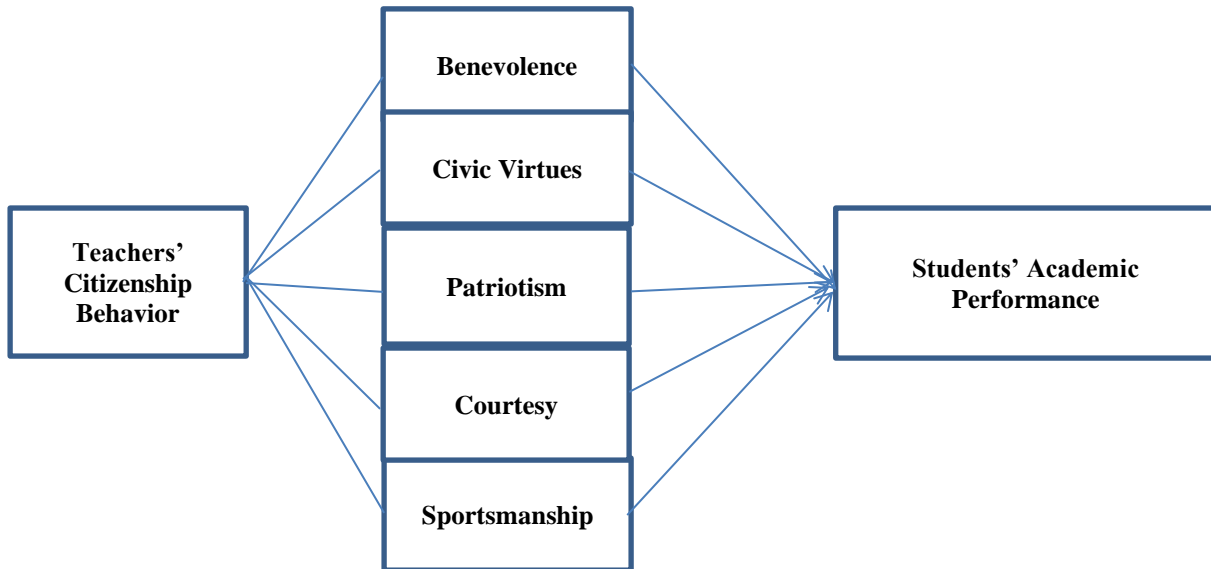 Teachers’
Citizenship
Behavior
Benevolence
Civic Virtues
Patriotism
Courtesy
Sportsmanship
Students’ Academic
Performance